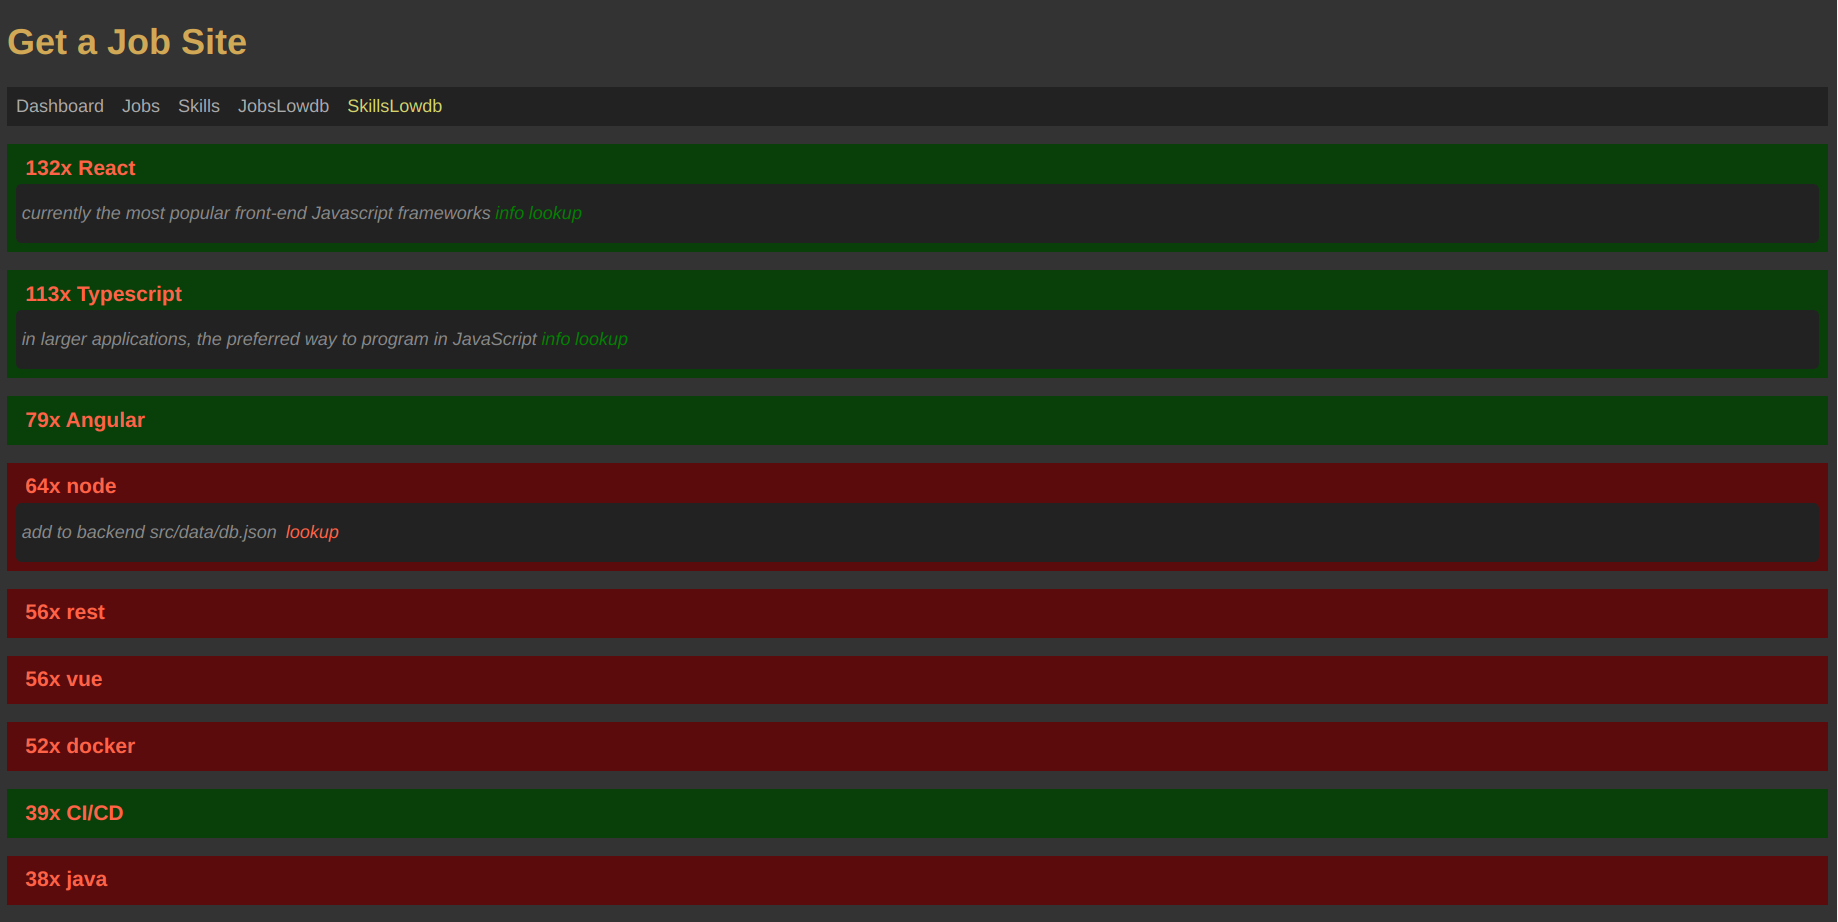 Get a Job Site
Dashboard Jobs Skills JobsLowdb SkillsLowdb
132x React
currently the most popular front-end Javascript frameworks info lookup
113x Typescript
in larger applications, the preferred way to program in JavaScript info lookup
79x Angular
64x node
add to backend src/data/db.json lookup
56x rest
56x vue
52x docker
39x CI/CD
38x java